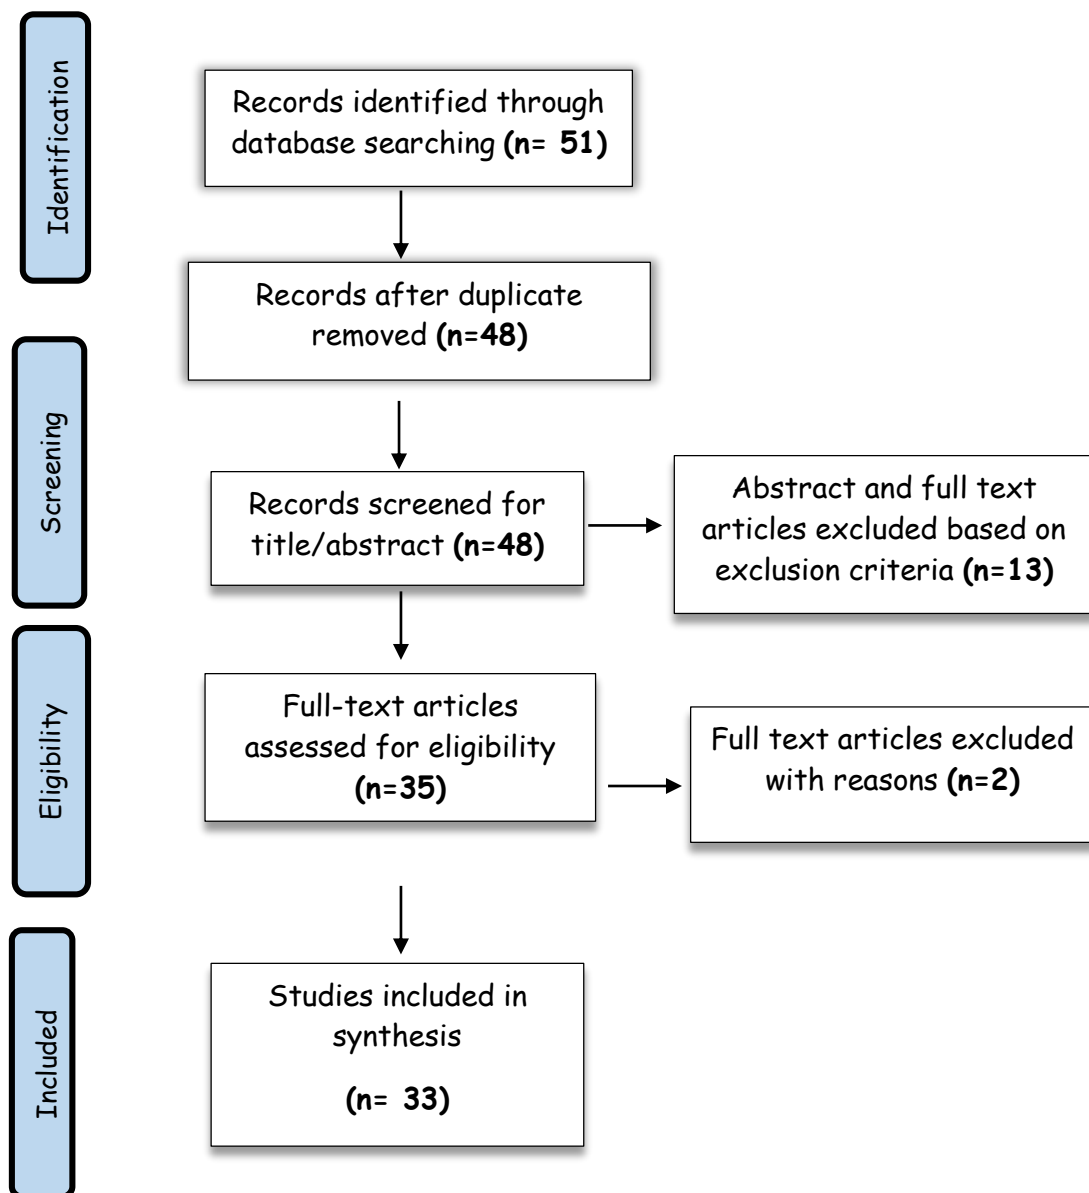 Identification
Records identified through
database searching (n= 51)
Records after duplicate
removed (n=48)
Screening
Records screened for
title/abstract (n=48)
Abstract and full text
articles excluded based on
exclusion criteria (n=13)
Eligibility
Full-text articles
assessed for eligibility
(n=35)
Full text articles excluded
with reasons (n=2)
Included
Studies included in
synthesis
(n= 33)